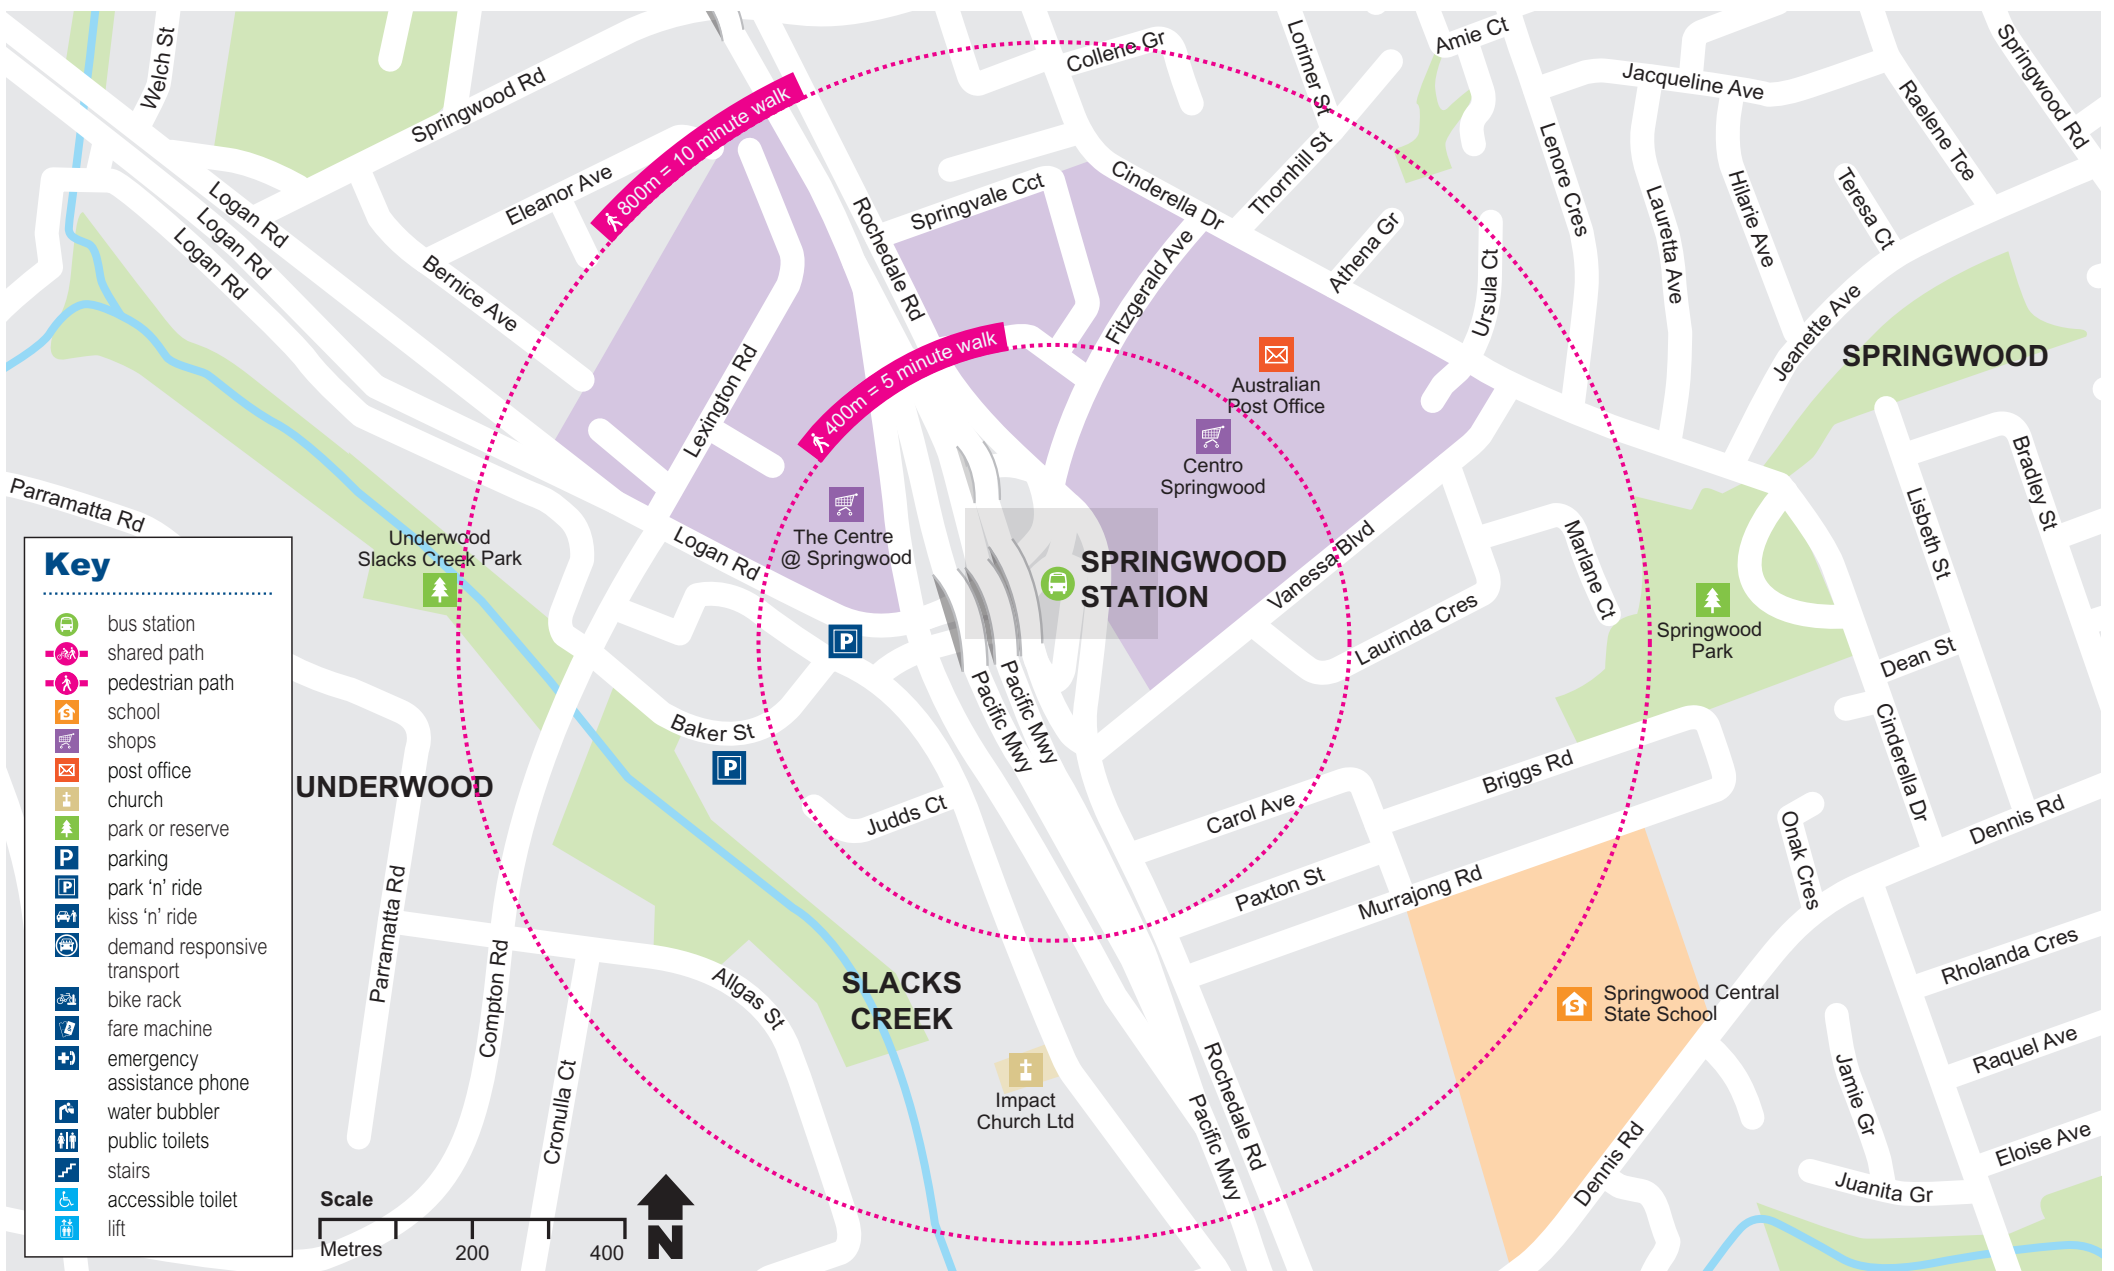 Welch St
Springwood Rd
Collene Gr
Lorimer St
Amie Ct
Jacqueline Ave
Raelene Tce
Springwood Rd
800m = 10 minute walk
Eleanor Ave
Bernice Ave
Logan Rd
Logan Rd
Logan Rd
Rochedale Rd
Springvale Cct
Cinderella Dr
Thornhill St
Fitzgerald Ave
Athena Gr
Ursula Ct
Lenore Cres
Lauretta Ave
Hilarie Ave
Teresa Ct
Jeanette Ave
SPRINGWOOD
400m = 5 minute walk
Lexington Rd
Australian
Post Office
Centro
Springwood
Parramatta Rd
Underwood
Slacks Creek Park
Logan Rd
The Centre
@ Springwood
SPRINGWOOD
STATION
Vanessa Blvd
Laurinda Cres
Marlane Ct
Springwood
Park
Lisbeth St
Bradley St
Dean St
Cinderella Dr
Key
bus station
shared path
pedestrian path
S
school
shops
post office
church
park or reserve
P
parking
P
park ‘n’ ride
kiss ‘n’ ride
demand responsive
transport
bike rack
fare machine
emergency
assistance phone
water bubbler
public toilets
stairs
accessible toilet
lift
P
P
Baker St
Pacific Mwy
Pacific Mwy
UNDERWOOD
Judds Ct
Carol Ave
Briggs Rd
Paxton St
Murrajong Rd
Onak Cres
Dennis Rd
Parramatta Rd
Compton Rd
Allgas St
Cronulla Ct
SLACKS
CREEK
Impact
Church Ltd
Rochedale Rd
Pacific Mwy
S
Springwood Central
State School
Dennis Rd
Rholanda Cres
Raquel Ave
Jamie Gr
Juanita Gr
Eloise Ave
Scale
Metres
200
400
N